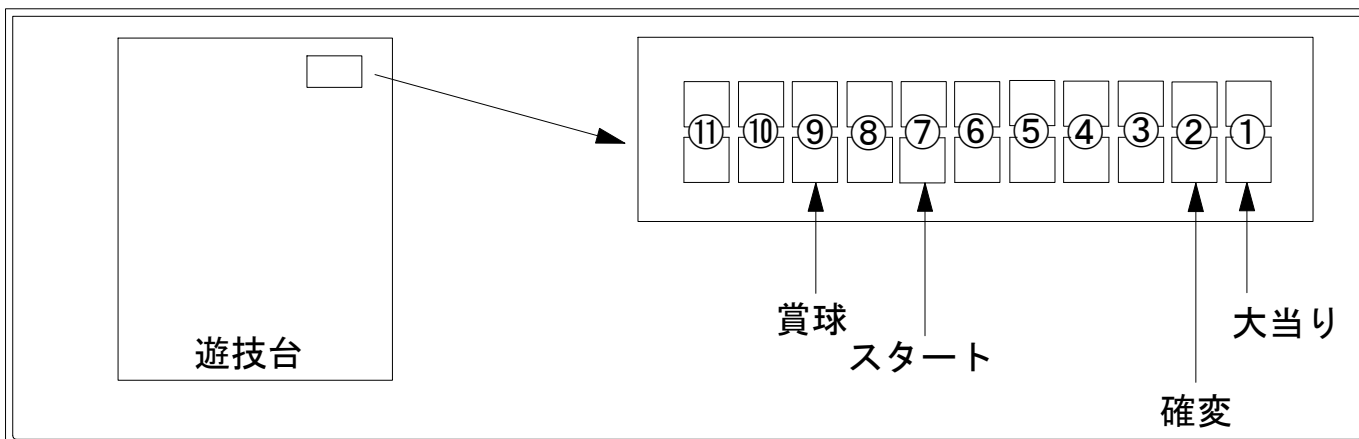 ⑪ ⑩ ⑨ ⑧ ⑦ ⑥ ⑤ ④ ③ ② ①
賞球
大当り
遊技台
スタート
確変